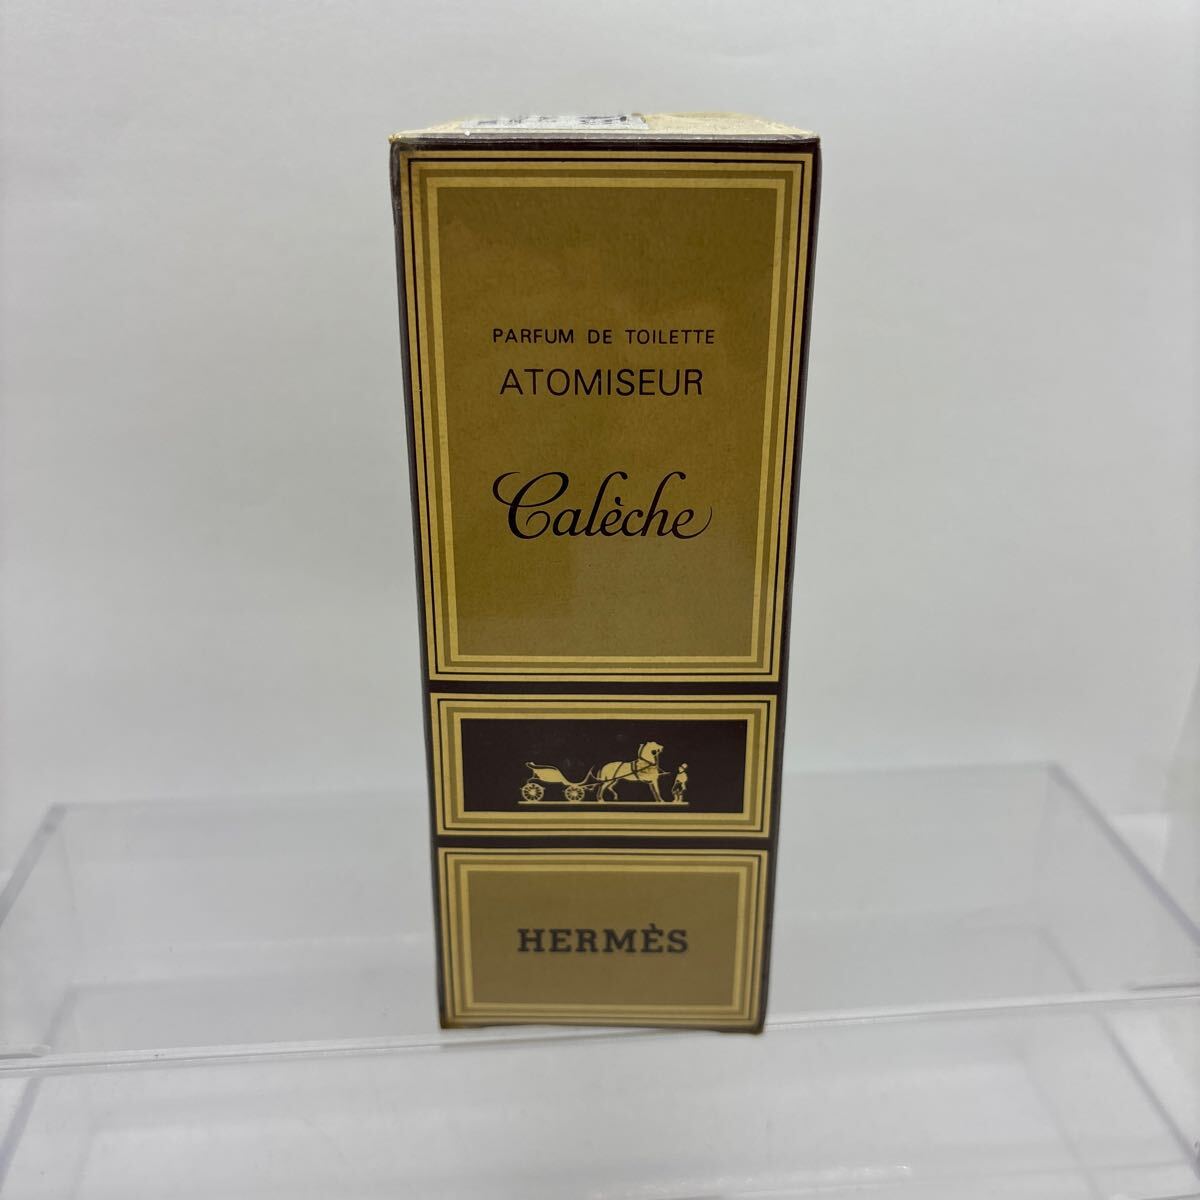 PARFUM DE TOILETTE
ATOMISEUR
Calèche
HERMÈS